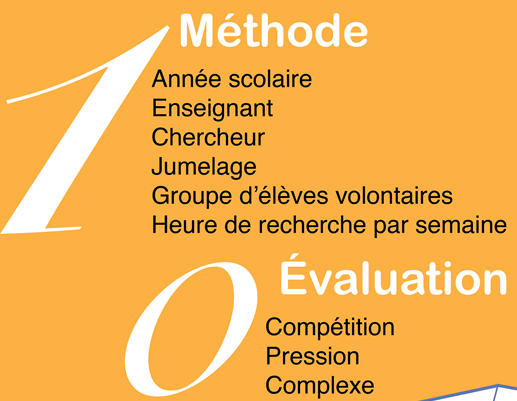 1 Méthode
Année scolaire
Enseignant
Chercheur
Jumelage
Groupe d'élèves volontaires
Heure de recherche par semaine
0 Évaluation
Compétition
Pression
Complexe